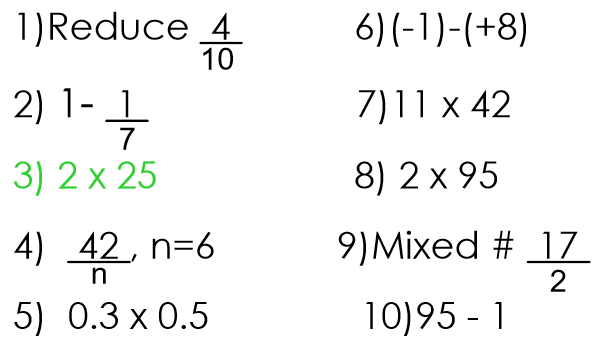 1)Reduce 4/10
2) 1- 1/7
3) 2 x 25
4) 42/n, n=6
5) 0.3 x 0.5
6)(-1)-(+8)
7)11 x 42
8) 2 x 95
9)Mixed # 17/2
10)95 - 1